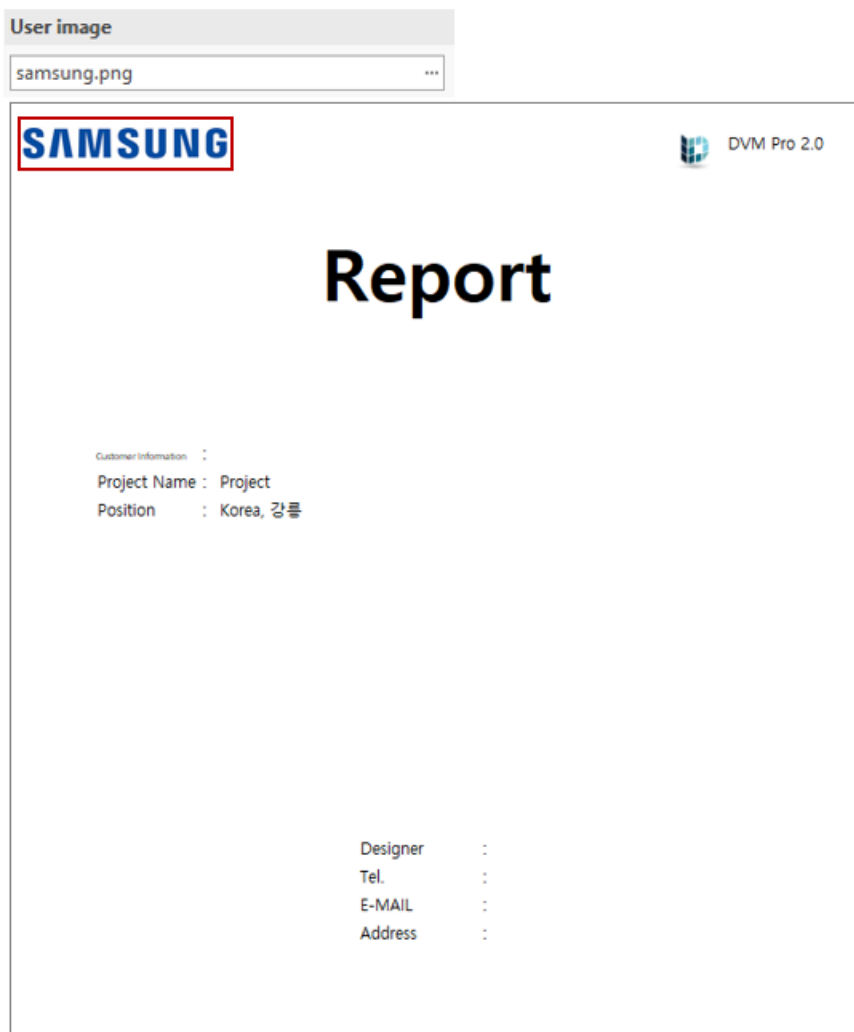 User image
samsung.png ...
SAMSUNG
DVM Pro 2.0
Report
Customer Information :
Project Name : Project
Position : Korea, 강릉
Designer :
Tel. :
E-MAIL :
Address :